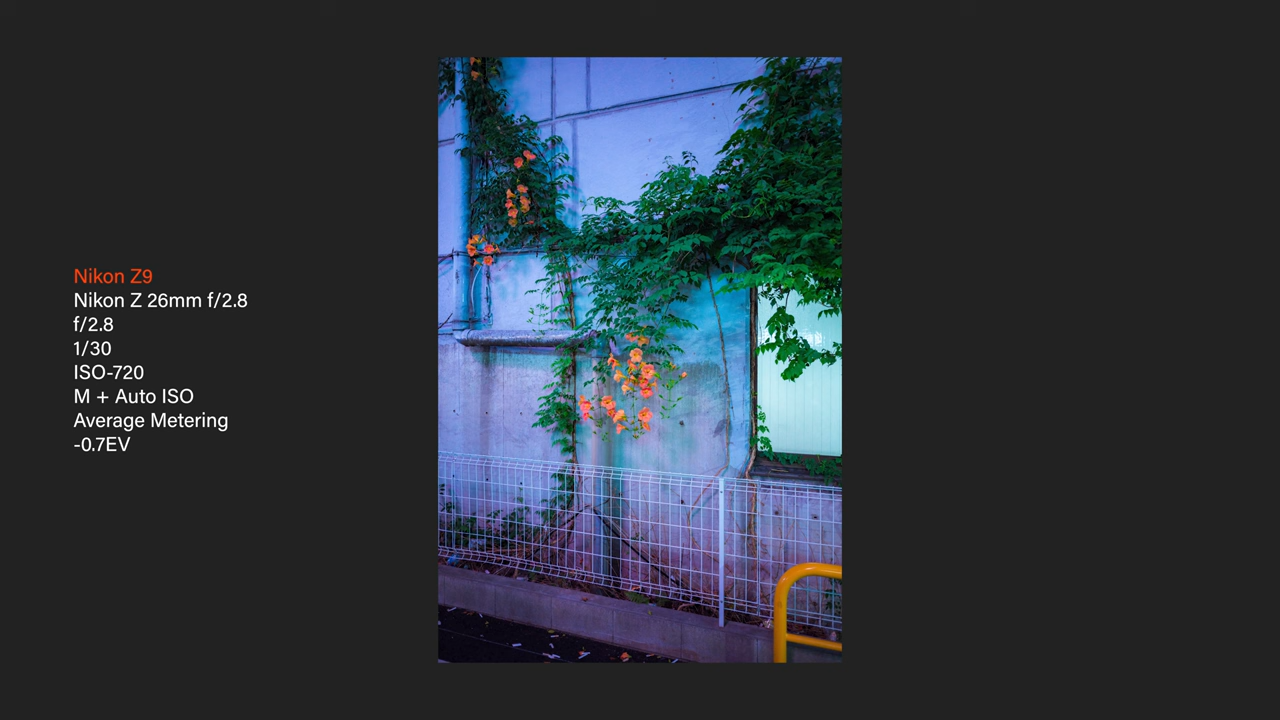 Nikon Z9
Nikon Z 26mm f/2.8
f/2.8
1/30
ISO-720
M + Auto ISO
Average Metering
-0.7EV